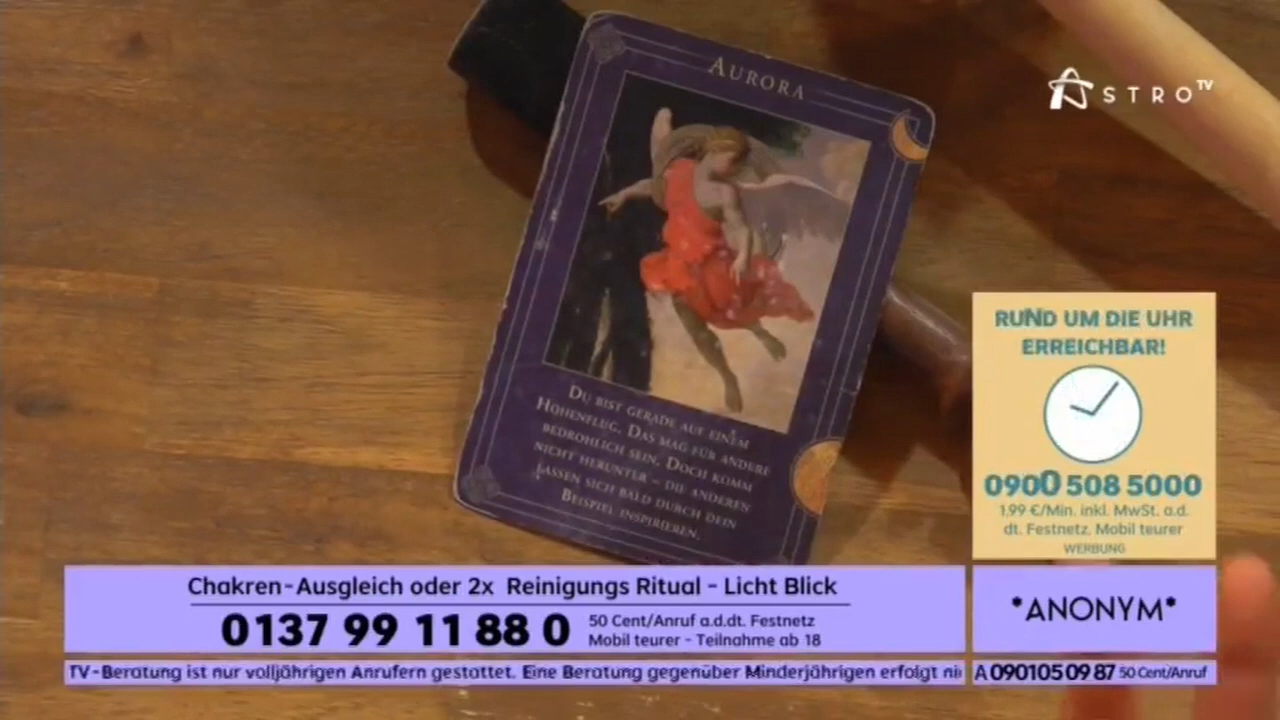 AURORA
ASTRO TV
DU BIST GERADE AUF EINEM
HÖHENFLUG. DAS MAG FÜR ANDERE
BEDROHLICH SEIN. DOCH KOMM
NICHT HERUNTER – DIE ANDEREN
LASSEN SICH BALD DURCH DEIN
BEISPIEL INSPIRIEREN.
RUND UM DIE UHR
ERREICHBAR!
0900 508 5000
1,99 €/Min. inkl. MwSt. a.d.
dt. Festnetz, Mobil teurer
WERBUNG
Chakren-Ausgleich oder 2x Reinigungs Ritual - Licht Blick
0137 99 11 88 0
50 Cent/Anruf a.d.dt. Festnetz
Mobil teurer - Teilnahme ab 18
*ANONYM*
TV-Beratung ist nur volljährigen Anrufern gestattet. Eine Beratung gegenüber Minderjährigen erfolgt
A 090105 09 87 50 Cent/Anruf